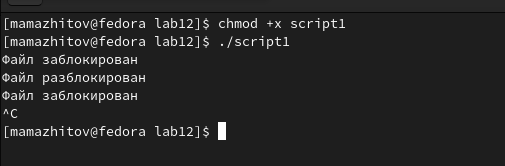 [mamazhitov@fedora lab12]$ chmod +x script1
[mamazhitov@fedora lab12]$ ./script1
Файл заблокирован
Файл разблокирован
Файл заблокирован
^C
[mamazhitov@fedora lab12]$